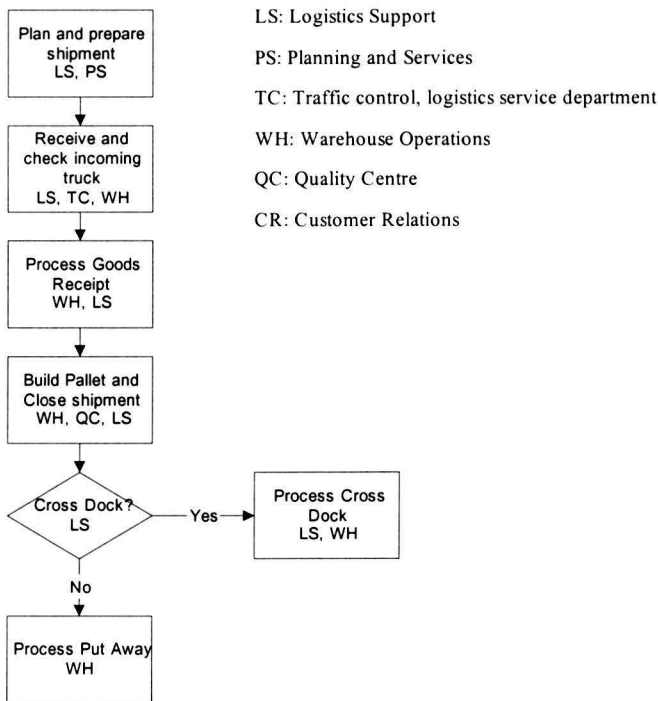 Plan and prepare
shipment
LS, PS
Receive and
check incoming
truck
LS, TC, WH
Process Goods
Receipt
WH, LS
Build Pallet and
Close shipment
WH, QC, LS
Cross Dock?
LS
Yes
Process Cross
Dock
LS, WH
No
Process Put Away
WH
LS: Logistics Support
PS: Planning and Services
TC: Traffic control, logistics service department
WH: Warehouse Operations
QC: Quality Centre
CR: Customer Relations